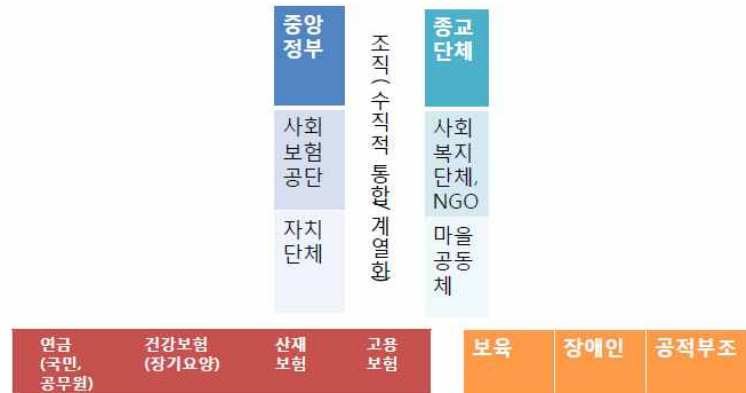 중앙
정부
사회
보험
공단
자치
단체
조직(수직적 통합, 계열화)
종교
단체
사회
복지
단체,
NGO
마을
공동
체
연금
(국민,
공무원)
건강보험
(장기요양)
산재
보험
고용
보험
보육
장애인
공적부조